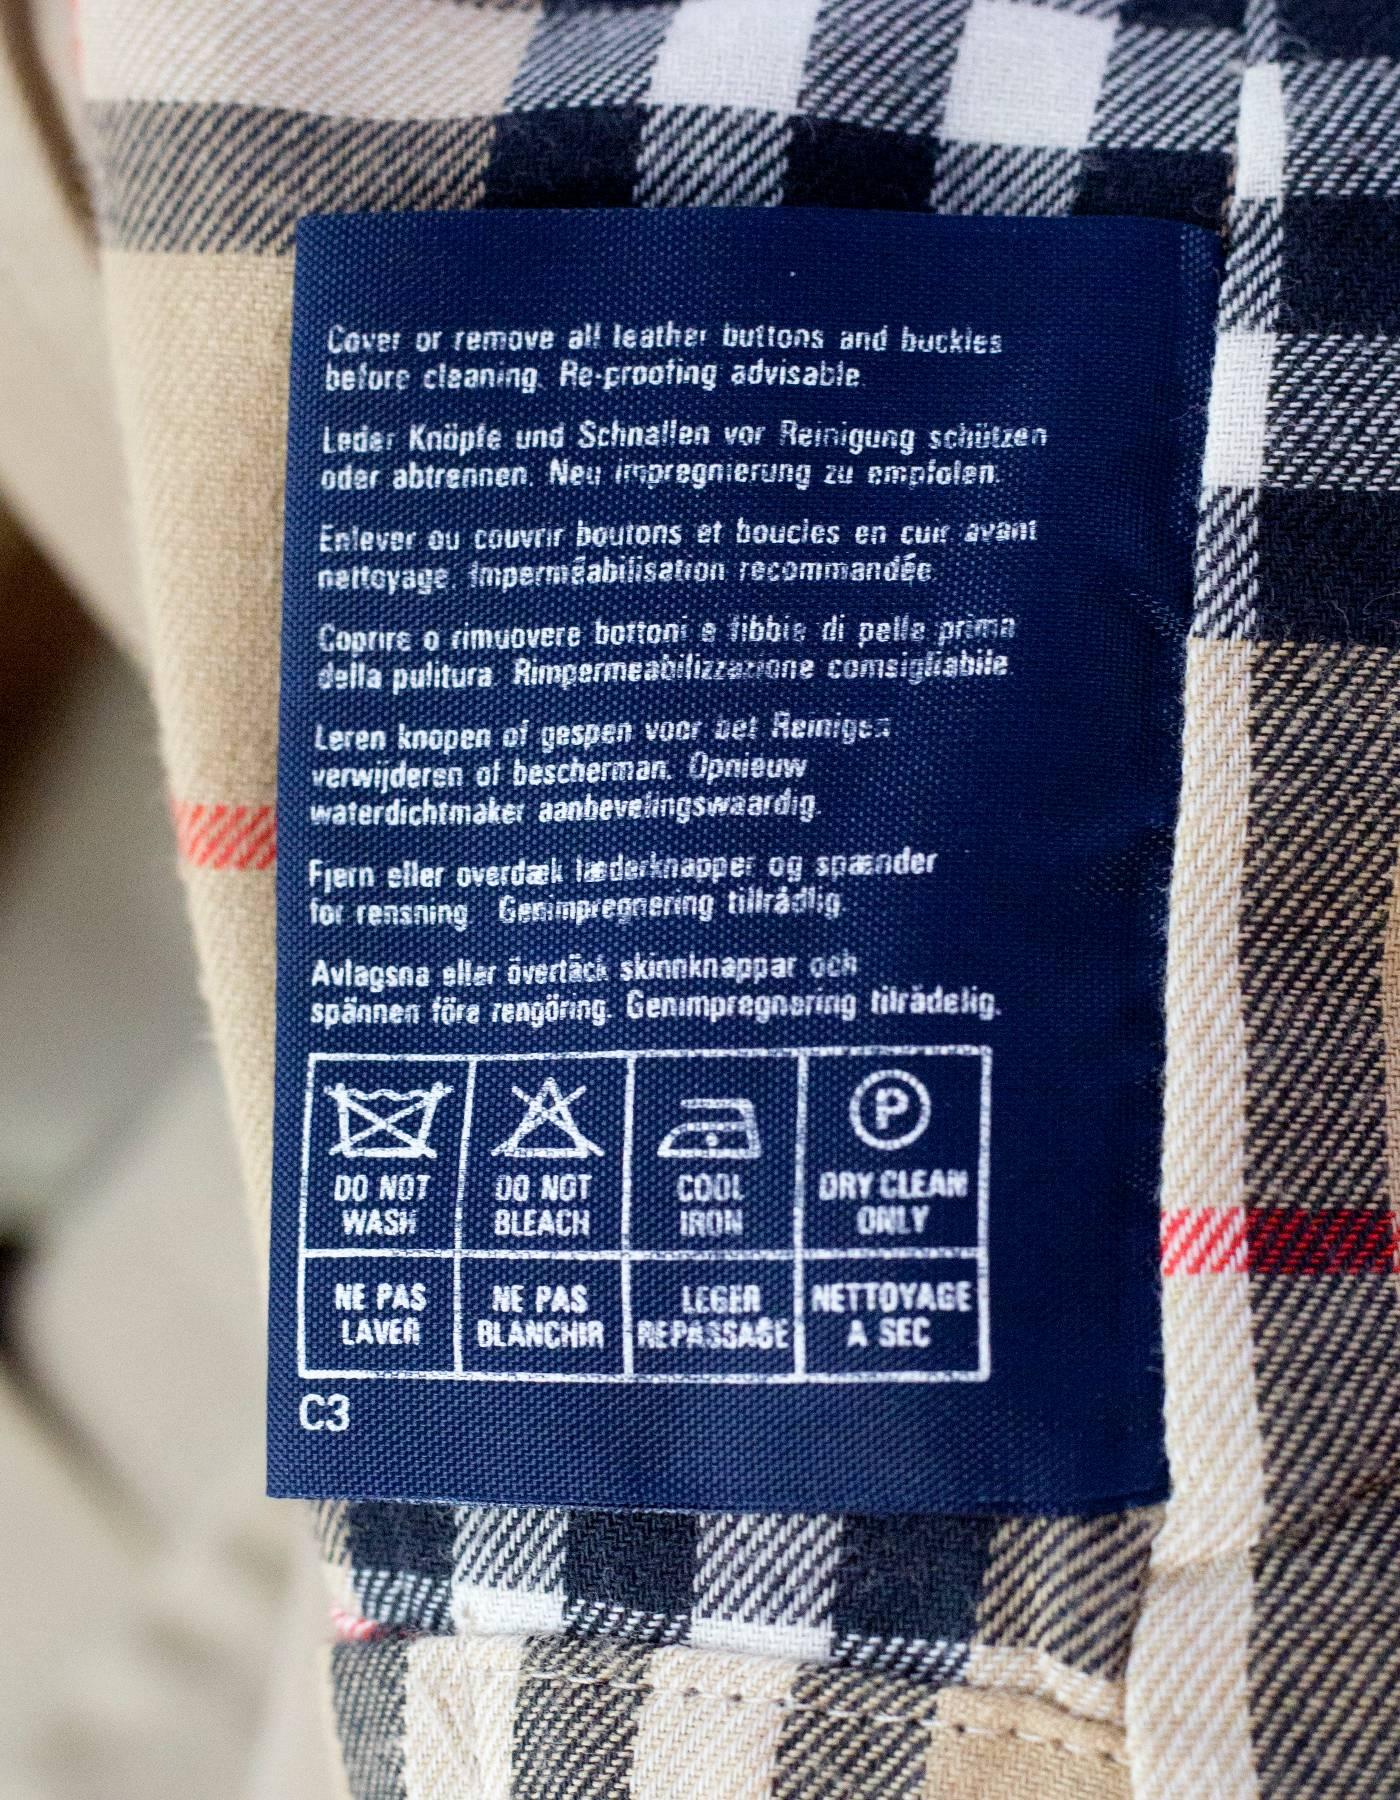 Cover or remove all leather buttons and buckles
before cleaning. Re-proofing advisable
Leder Knöpfe und Schnallen vor Reinigung schützen
oder abtrennen. Neu impregnierung zu empfolen.
Enlever ou couvrir boutons et boucles en cuir avant
nettoyage. Imperméabilisation recommandée.
Coprire o rimuovere bottoni e fibbie di pelle prima
della pulitura. Rimpermeabilizzazione comsigliabile.
Leren knopen of gespen voor bet Reinigen
verwijderen of bescherman. Opnieuw
waterdichtmaker aanbevelingswaardig.
Fjern eller overdæk læderknapper og spænder
for rensning. Genimpregnering tillrådlig.
Avlagsna eller övertäck skinnknappar och
spännen före rengöring. Genimpregnering tilrädelig.
DO NOT
WASH
DO NOT
BLEACH
COOL
IRON
P
DRY CLEAN
ONLY
NE PAS
LAVER
NE PAS
BLANCHIR
LEGER
REPASSAGE
NETTOYAGE
A SEC
C3